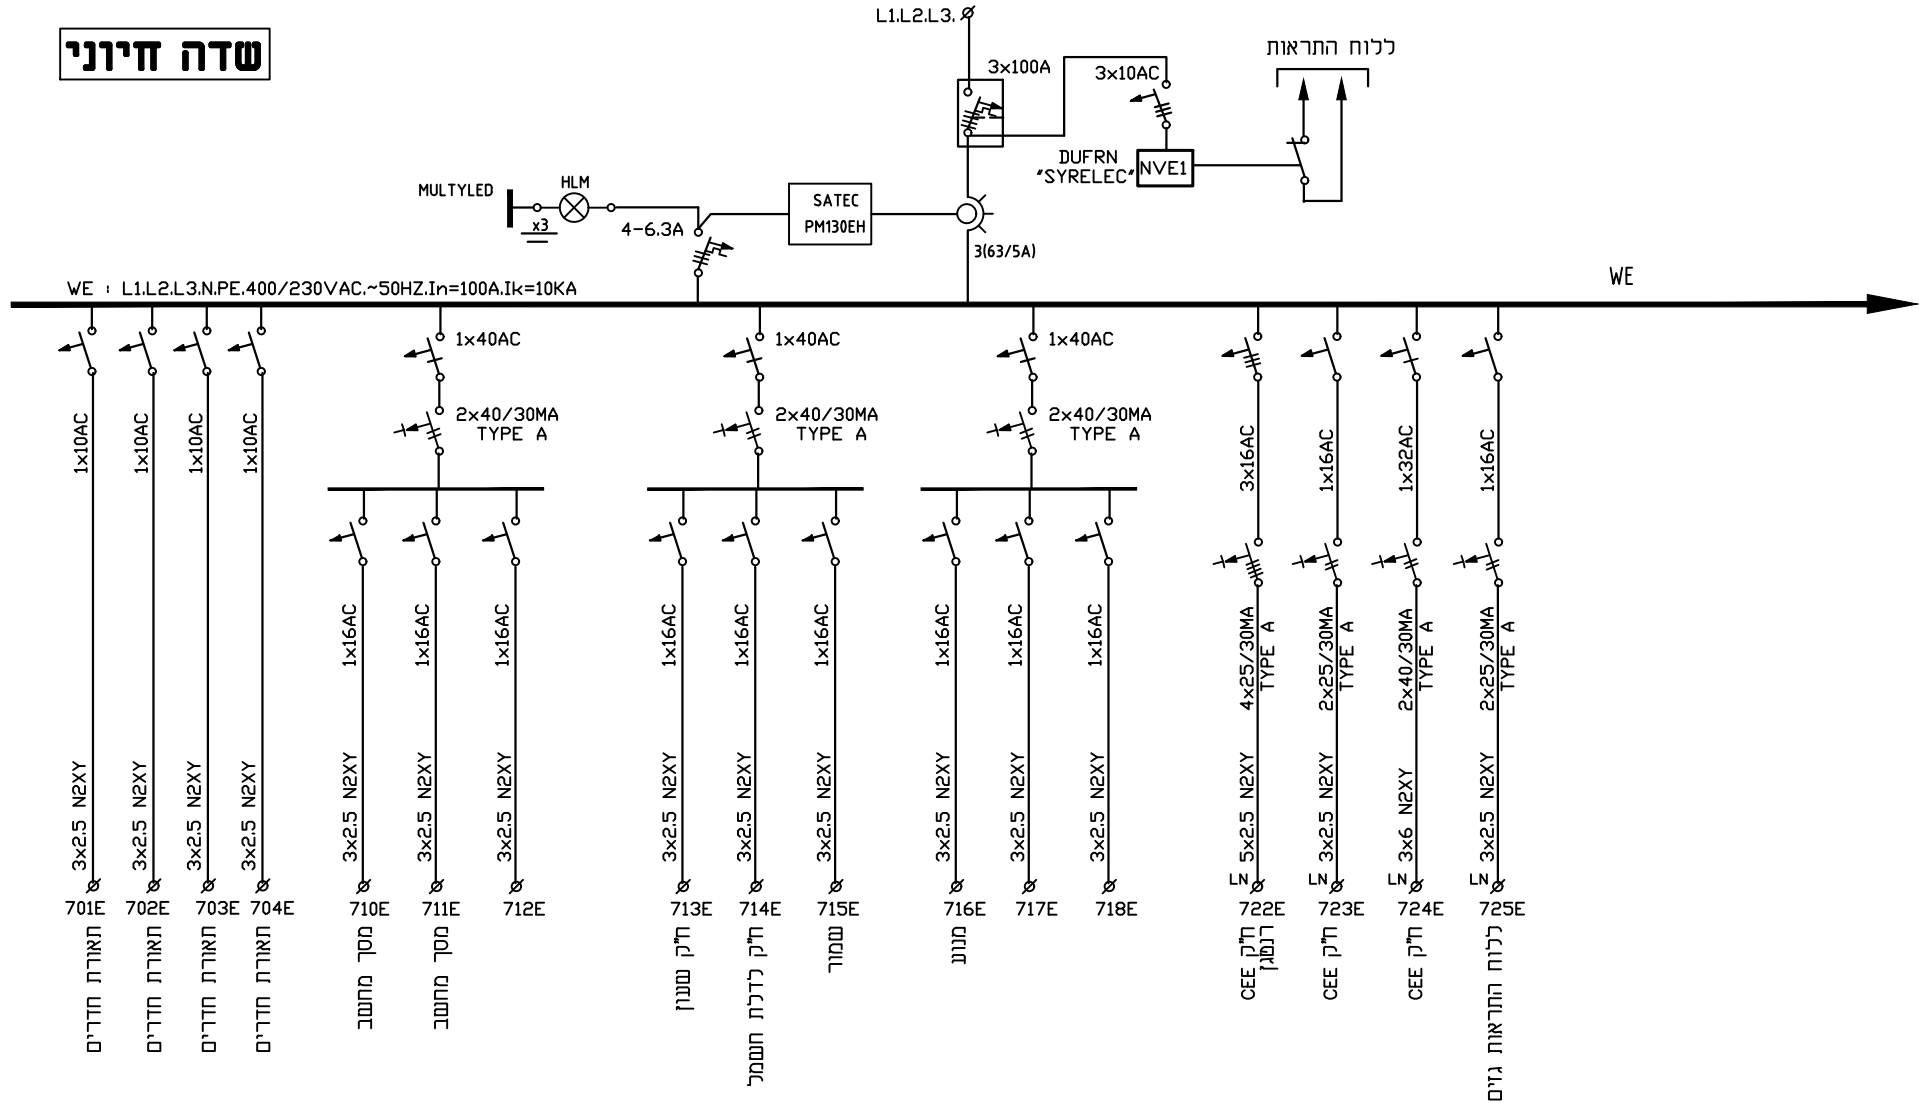 שדה חיוני
L1.L2.L3.
3x100A
3x10AC
ללוח התראות
DUFRN
"SYRELEC"
NVE1
MULTYLED
HLM
x3
4-6.3A
SATEC
PM130EH
3(63/5A)
WE : L1.L2.L3.N.PE.400/230VAC.~50HZ.In=100A.Ik=10KA
WE
1x40AC
2x40/30MA
TYPE A
1x40AC
2x40/30MA
TYPE A
1x40AC
2x40/30MA
TYPE A
1x10AC
3x2.5 N2XY
701E
תאורת חדרים
1x10AC
3x2.5 N2XY
702E
תאורת חדרים
1x10AC
3x2.5 N2XY
703E
תאורת חדרים
1x10AC
3x2.5 N2XY
704E
תאורת חדרים
1x16AC
3x2.5 N2XY
710E
מסך מחשב
1x16AC
3x2.5 N2XY
711E
מסך מחשב
1x16AC
3x2.5 N2XY
712E
1x16AC
3x2.5 N2XY
713E
ח"ק שעון
1x16AC
3x2.5 N2XY
714E
ח"ק לדלת חשמל
1x16AC
3x2.5 N2XY
715E
שמור
1x16AC
3x2.5 N2XY
716E
מנוע
1x16AC
3x2.5 N2XY
717E
1x16AC
3x2.5 N2XY
718E
3x16AC
4x25/30MA
TYPE A
5x2.5 N2XY
LN
722E
ח"ק CEE
רנטגן
1x16AC
2x25/30MA
TYPE A
3x2.5 N2XY
LN
723E
ח"ק CEE
1x32AC
2x40/30MA
TYPE A
3x6 N2XY
LN
724E
ח"ק CEE
1x16AC
2x25/30MA
TYPE A
3x2.5 N2XY
LN
725E
ללוח התראות גזים